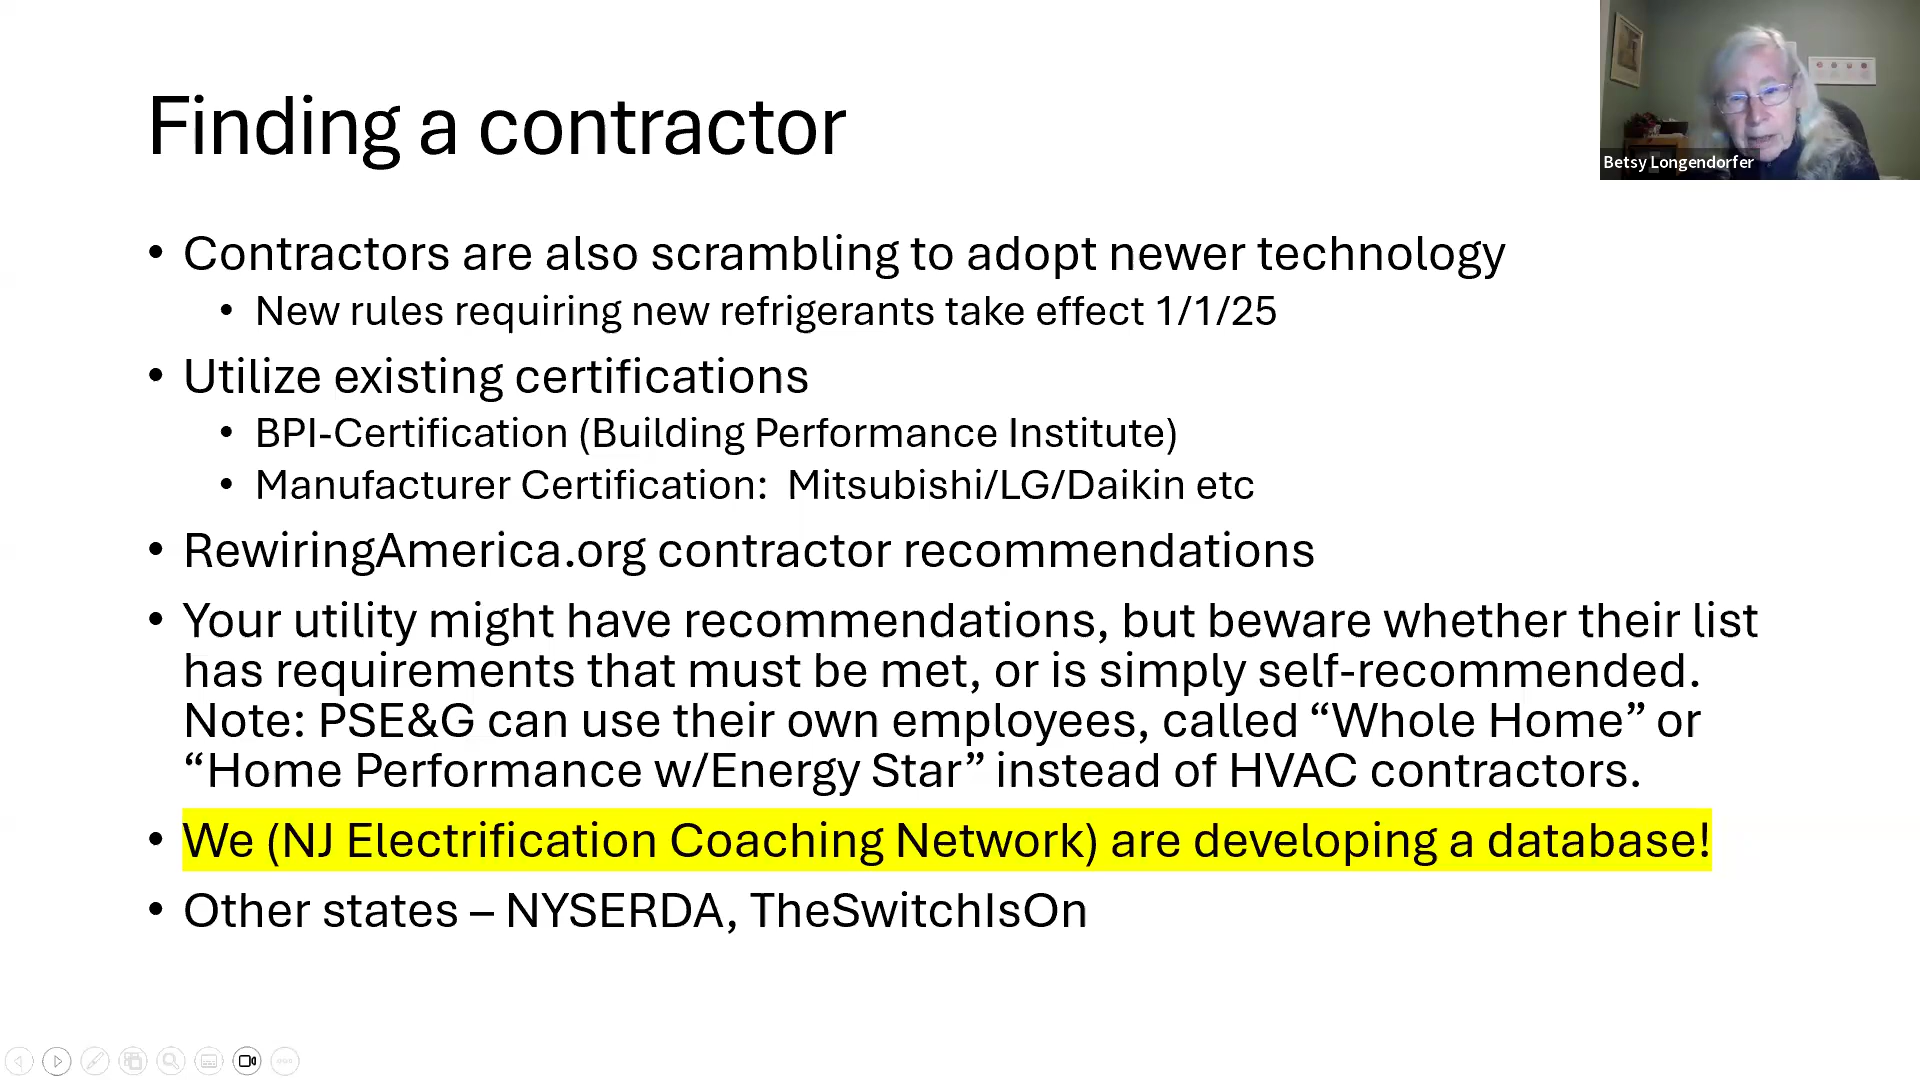 Finding a contractor
Betsy Longendorfer
• Contractors are also scrambling to adopt newer technology
• New rules requiring new refrigerants take effect 1/1/25
• Utilize existing certifications
• BPI-Certification (Building Performance Institute)
• Manufacturer Certification:  Mitsubishi/LG/Daikin etc
• RewiringAmerica.org contractor recommendations
• Your utility might have recommendations, but beware whether their list
has requirements that must be met, or is simply self-recommended.
Note: PSE&G can use their own employees, called “Whole Home” or
“Home Performance w/Energy Star” instead of HVAC contractors.
• We (NJ Electrification Coaching Network) are developing a database!
• Other states – NYSERDA, TheSwitchIsOn